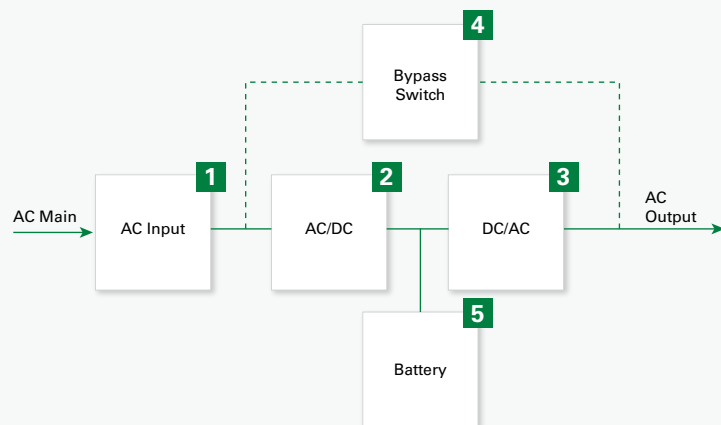 4
Bypass
Switch
1
2
3
AC Main
AC Input
AC/DC
DC/AC
AC
Output
5
Battery